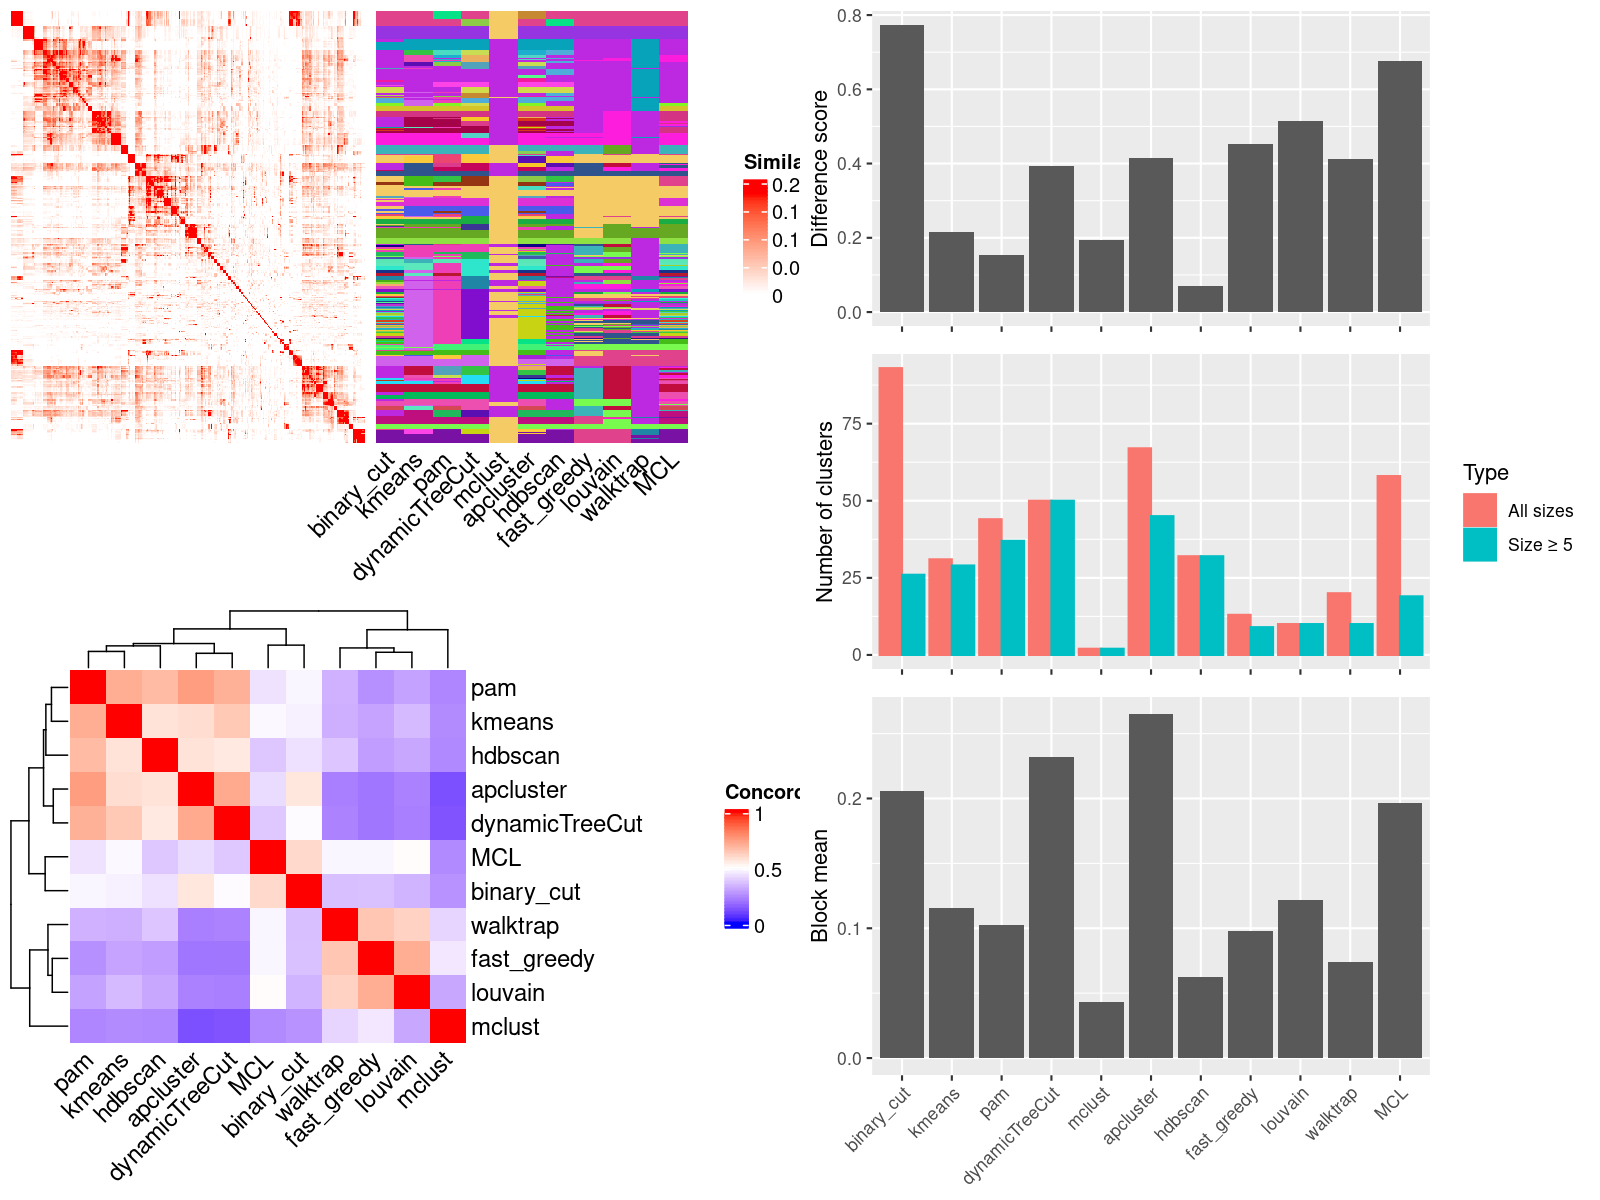 Simila
0.2
0.1
0.1
0.0
0
binary_cut
kmeans
pam
dynamicTreeCut
mclust
apcluster
hdbscan
fast_greedy
louvain
walktrap
MCL
pam
kmeans
hdbscan
apcluster
dynamicTreeCut
MCL
binary_cut
walktrap
fast_greedy
louvain
mclust
pam
kmeans
hdbscan
apcluster
dynamicTreeCut
MCL
binary_cut
walktrap
fast_greedy
louvain
mclust
Concord
1
0.5
0
Difference score
0.8
0.6
0.4
0.2
0.0
Number of clusters
75
50
25
0
Type
All sizes
Size ≥ 5
Block mean
0.2
0.1
0.0
binary_cut
kmeans
pam
dynamicTreeCut
mclust
apcluster
hdbscan
fast_greedy
louvain
walktrap
MCL